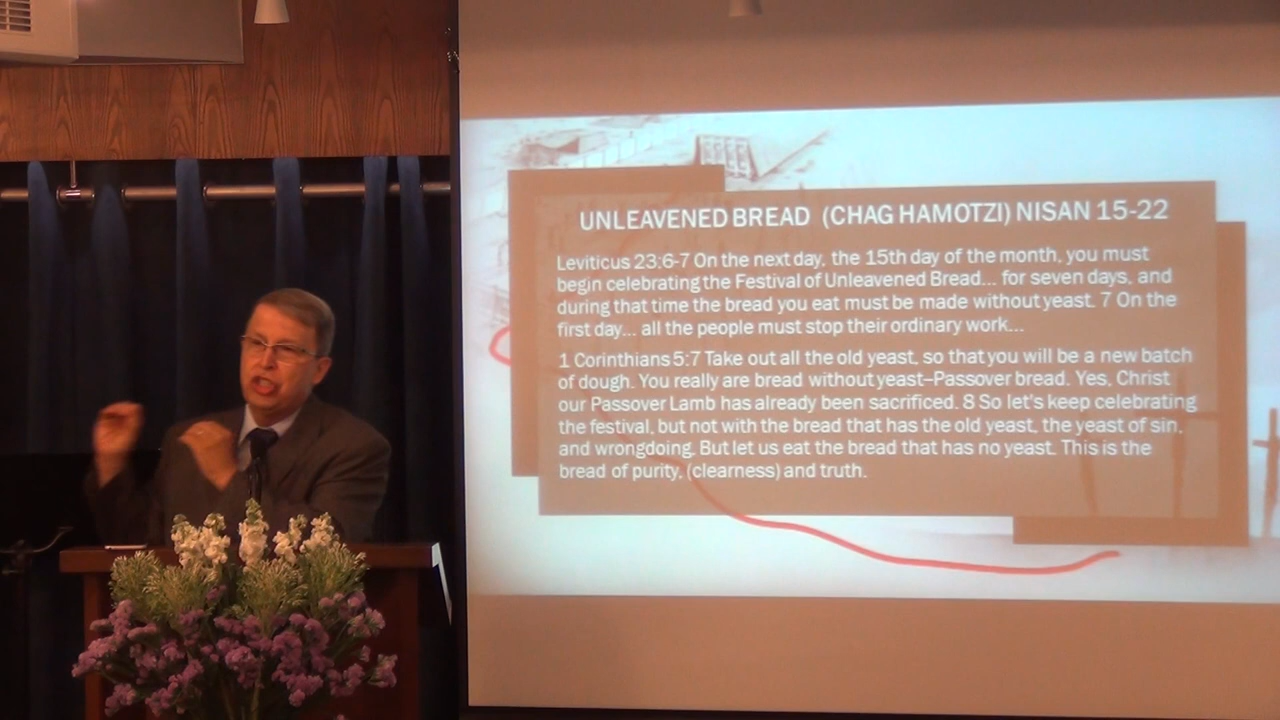 UNLEAVENED BREAD (CHAG HAMOTZI) NISAN 15-22
Leviticus 23:6-7 On the next day, the 15th day of the month, you must
begin celebrating the Festival of Unleavened Bread... for seven days, and
during that time the bread you eat must be made without yeast. 7 On the
first day... all the people must stop their ordinary work...
1 Corinthians 5:7 Take out all the old yeast, so that you will be a new batch
of dough. You really are bread without yeast—Passover bread. Yes, Christ
our Passover Lamb has already been sacrificed. 8 So let's keep celebrating
the festival, but not with the bread that has the old yeast, the yeast of sin,
and wrongdoing. But let us eat the bread that has no yeast. This is the
bread of purity, (clearness) and truth.